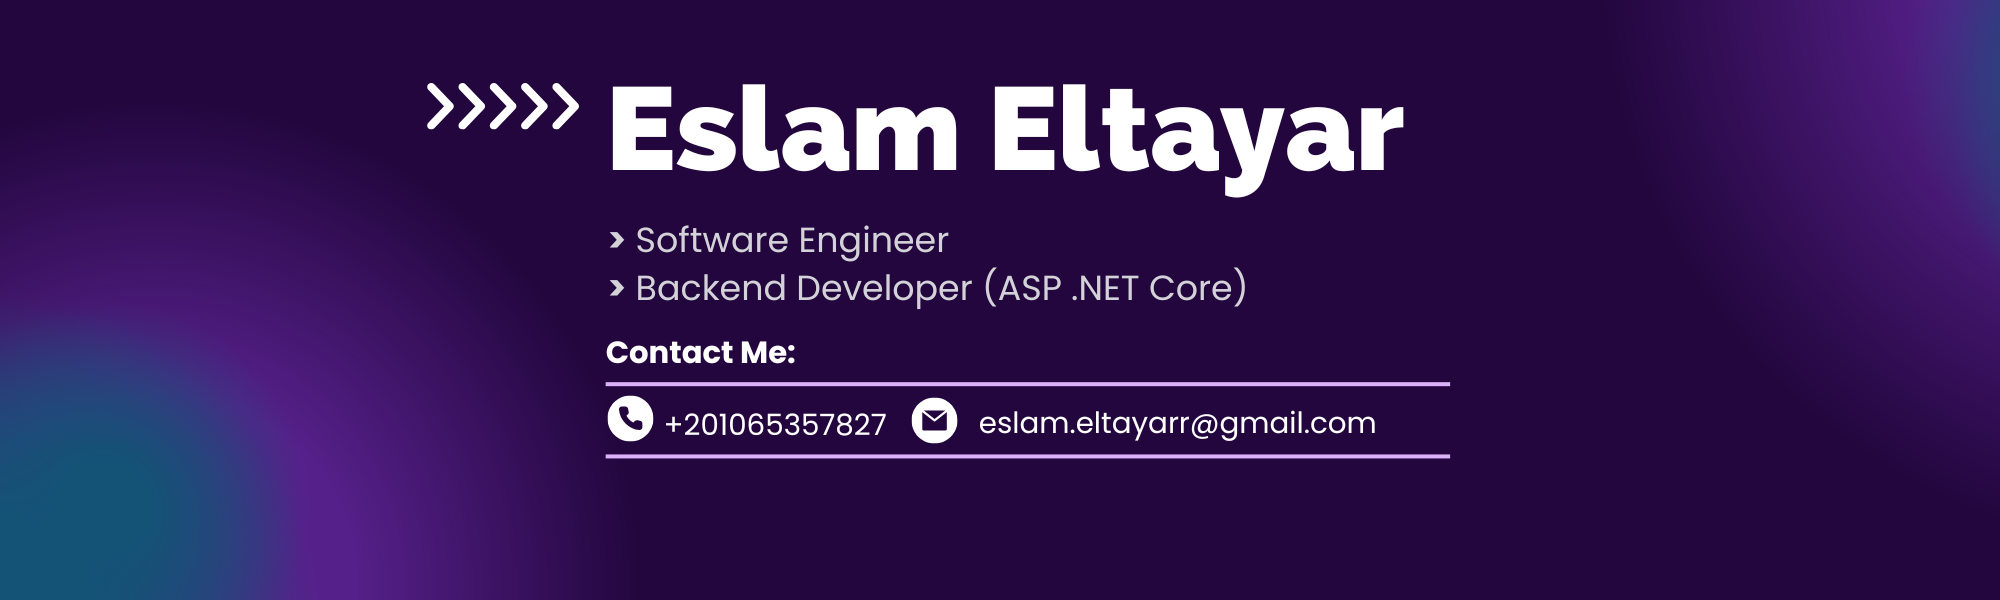 Eslam Eltayar
> Software Engineer
> Backend Developer (ASP .NET Core)
Contact Me:
+201065357827 eslam.eltayarr@gmail.com